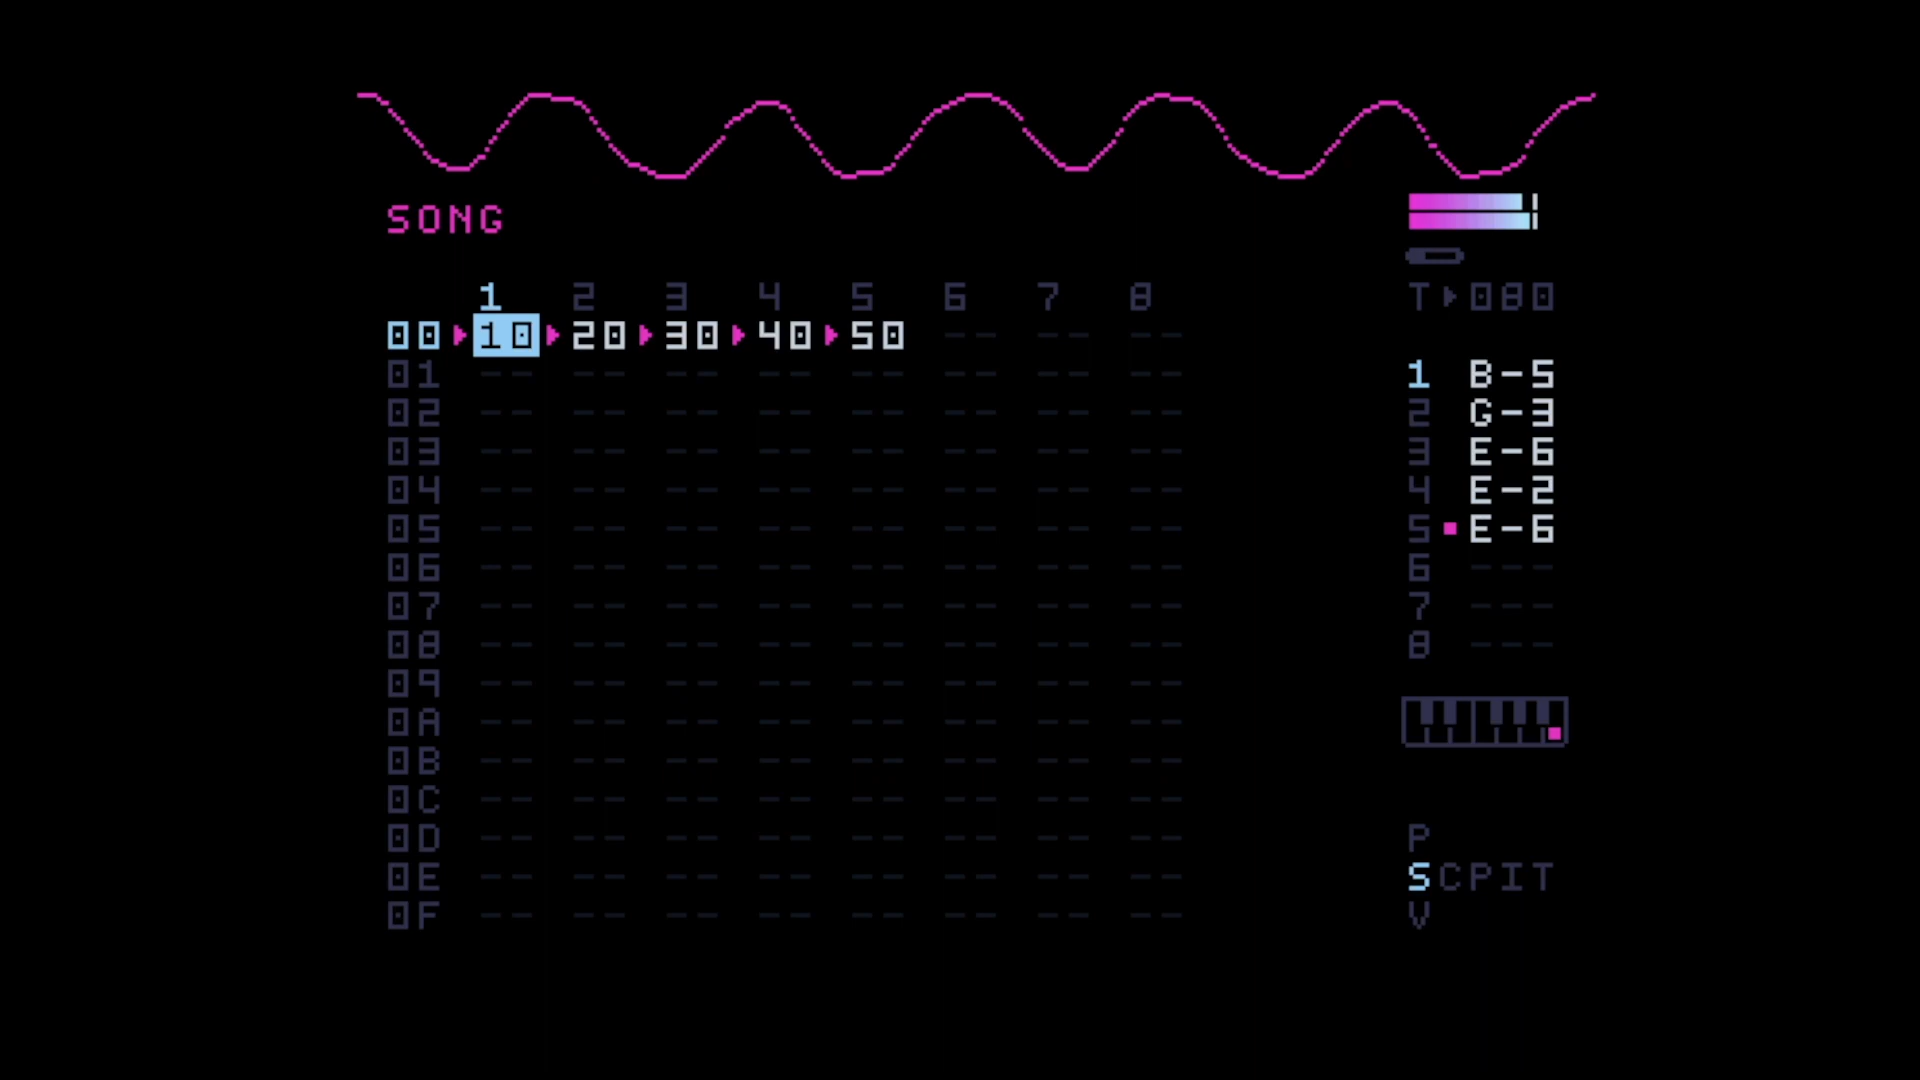 SONG
1 2 3 4 5 6 7 8 T 080
00 10 20 30 40 50 -- -- --
01 -- -- -- -- -- -- -- -- 1 B-5
02 -- -- -- -- -- -- -- -- 2 G-3
03 -- -- -- -- -- -- -- -- 3 E-6
04 -- -- -- -- -- -- -- -- 4 E-2
05 -- -- -- -- -- -- -- -- 5 E-6
06 -- -- -- -- -- -- -- -- 6 ---
07 -- -- -- -- -- -- -- -- 7 ---
08 -- -- -- -- -- -- -- -- 8 ---
09 -- -- -- -- -- -- -- --
0A -- -- -- -- -- -- -- --
0B -- -- -- -- -- -- -- --
0C -- -- -- -- -- -- -- --
0D -- -- -- -- -- -- -- -- P
0E -- -- -- -- -- -- -- -- SCPIT
0F -- -- -- -- -- -- -- -- V